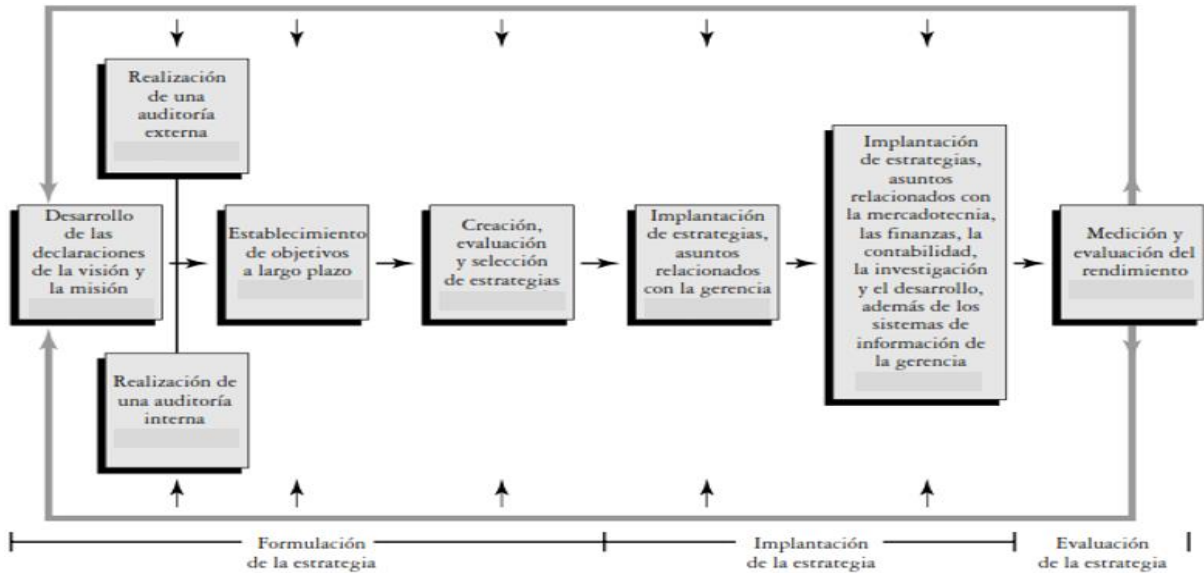 Realización
de una
auditoría
externa
Desarrollo
de las
declaraciones
de la visión y
la misión
Realización de
una auditoría
interna
Establecimiento
de objetivos
a largo plazo
Creación,
evaluación
y selección
de estrategias
Implantación
de estrategias,
asuntos
relacionados
con la gerencia
Implantación
de estrategias,
asuntos
relacionados con
la mercadotecnia,
las finanzas, la
contabilidad,
la investigación
y el desarrollo,
además de los
sistemas de
información de
la gerencia
Medición y
evaluación del
rendimiento
Formulación
de la estrategia
Implantación
de la estrategia
Evaluación
de la estrategia